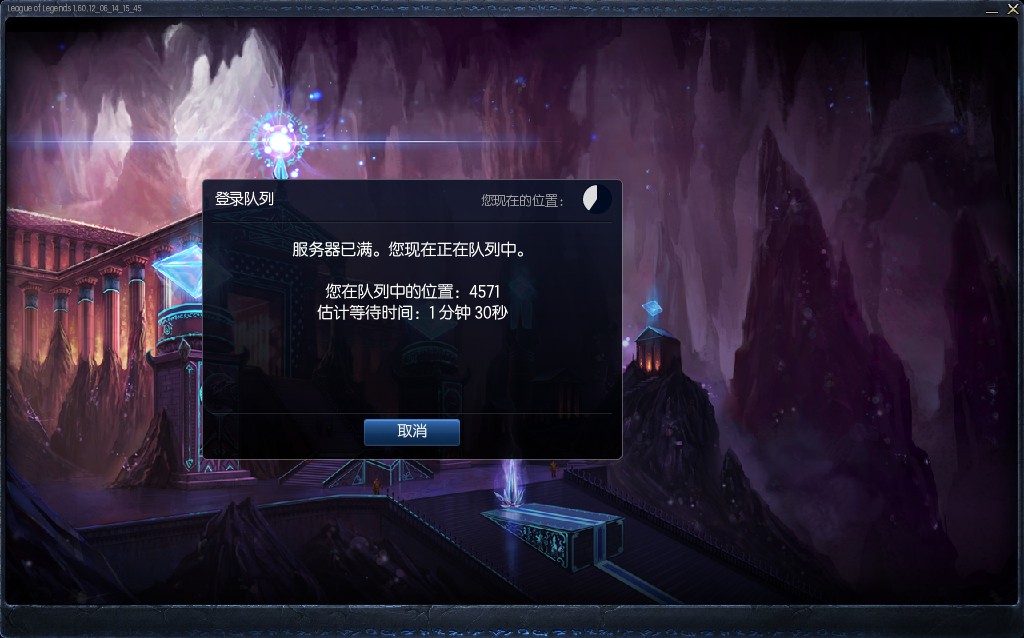 League of Legends 1.60.12_06_14_15_45
登录队列
您现在的位置：
服务器已满。您现在正在队列中。
您在队列中的位置：4571
估计等待时间：1分钟 30秒
取消